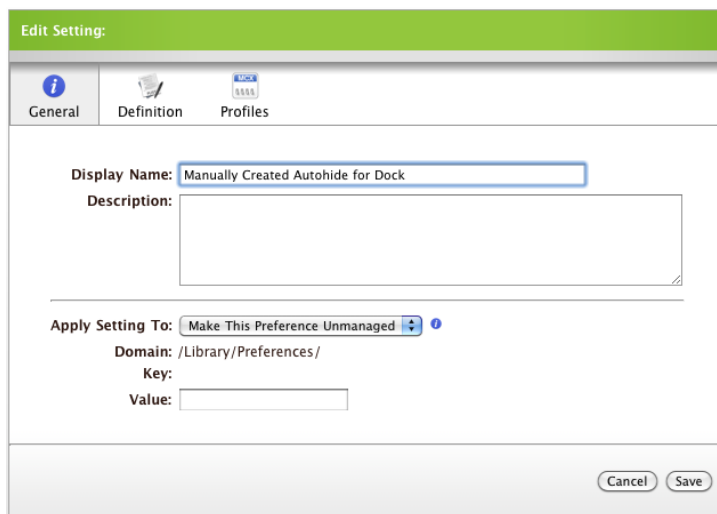 Edit Setting:
MCX
General Definition Profiles
Display Name: Manually Created Autohide for Dock
Description:
Apply Setting To: Make This Preference Unmanaged
Domain: /Library/Preferences/
Key:
Value:
Cancel Save